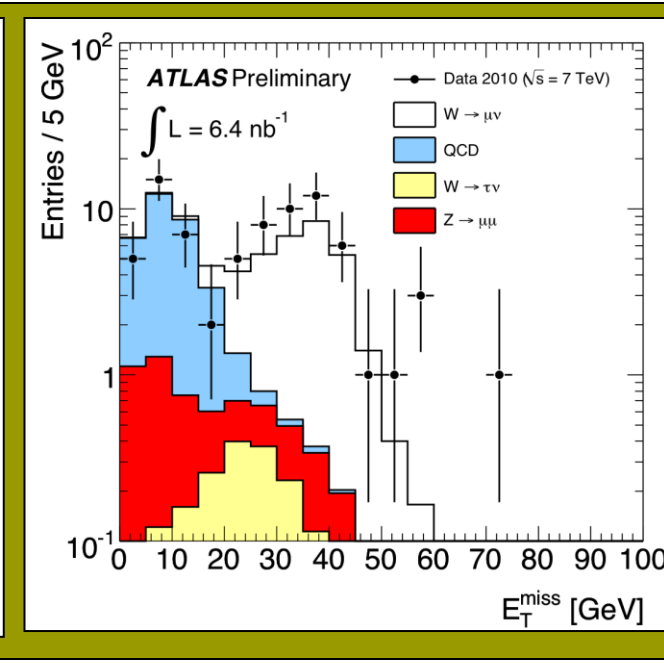 10²
ATLAS Preliminary
∫ L = 6.4 nb⁻¹
Data 2010 (√s = 7 TeV)
W → μν
QCD
W → τν
Z → μμ
Entries / 5 GeV
10
1
10⁻¹
0 10 20 30 40 50 60 70 80 90 100
E_T^miss [GeV]